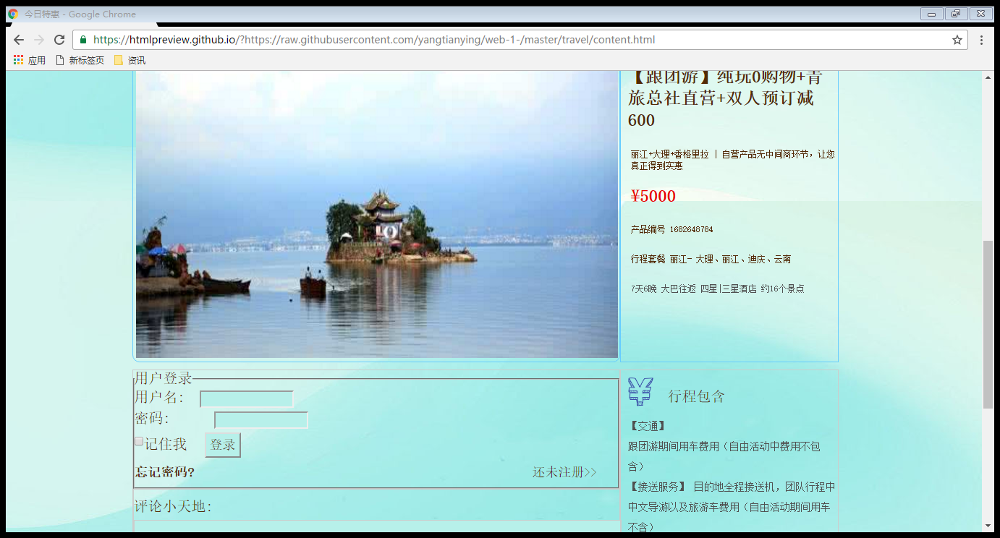 今日特惠 - Google Chrome
https://htmlpreview.github.io/?https://raw.githubusercontent.com/yangtianying/web-1-/master/travel/content.html
应用 新标签页 资讯
【跟团游】纯玩0购物+青
旅总社直营+双人预订减
600
丽江+大理+香格里拉 | 自营产品无中间商环节，让您
真正得到实惠
¥5000
产品编号 1682648784
行程套餐 丽江- 大理、丽江、迪庆、云南
7天6晚 大巴往返 四星|三星酒店 约16个景点
用户登录
用户名：
密码：
记住我 登录
忘记密码? 还未注册>>
评论小天地：
行程包含
【交通】
跟团游期间用车费用（自由活动中费用不包
含）
【接送服务】 目的地全程接送机，团队行程中
中文导游以及旅游车费用（自由活动期间用车
不含）